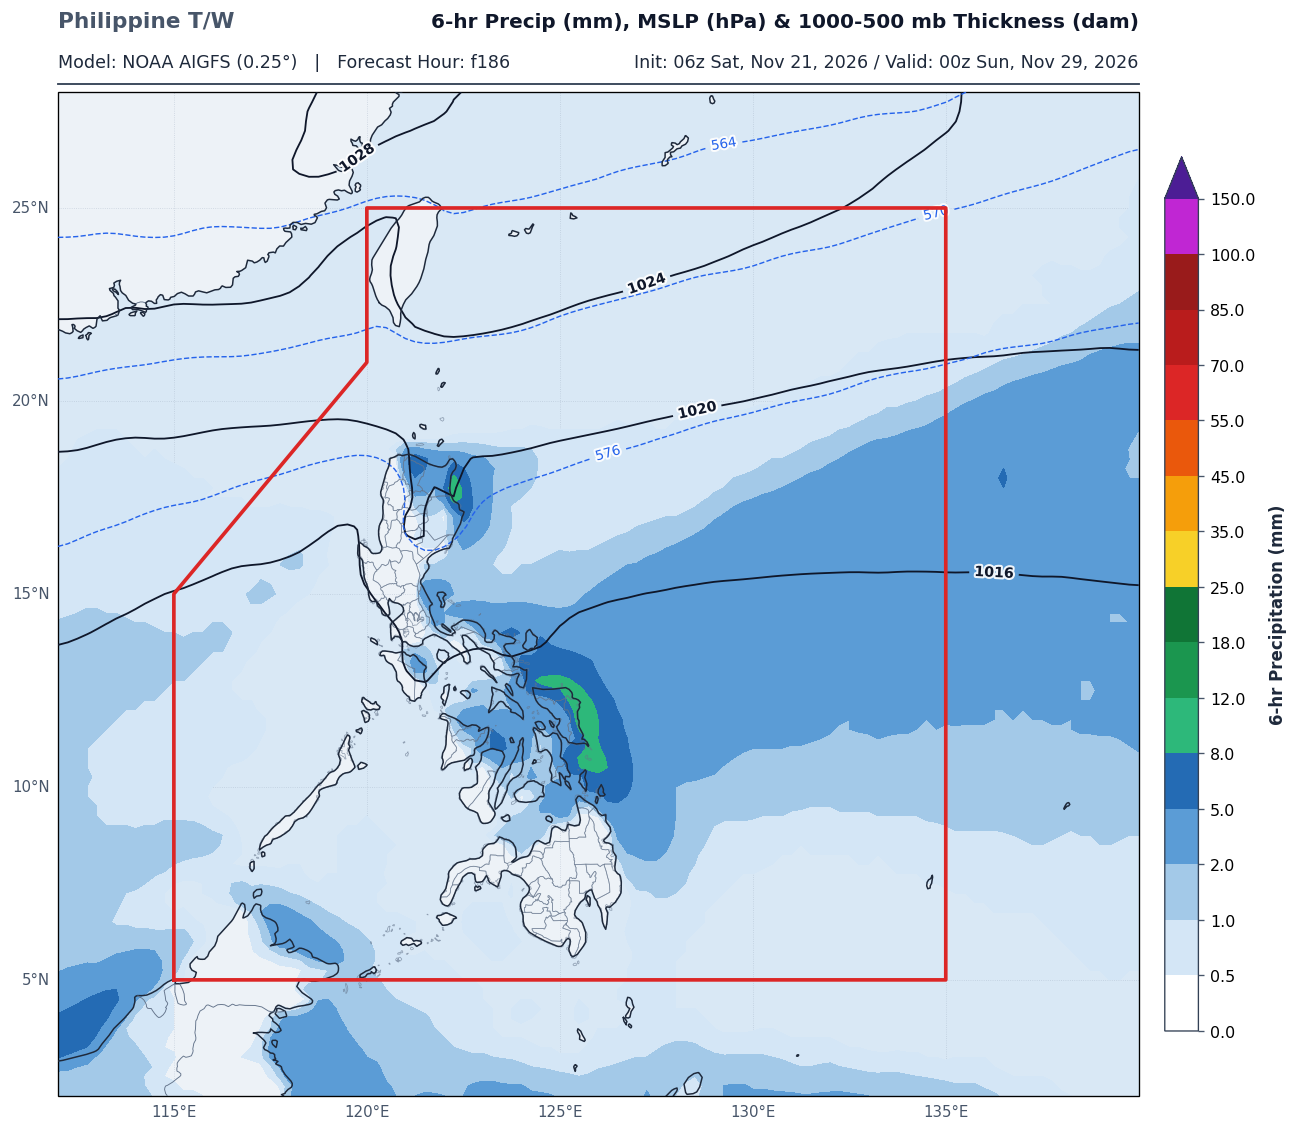 Philippine T/W
6-hr Precip (mm), MSLP (hPa) & 1000-500 mb Thickness (dam)
Model: NOAA AIGFS (0.25°) | Forecast Hour: f186
Init: 06z Sat, Nov 21, 2026 / Valid: 00z Sun, Nov 29, 2026
1028
564
570
1024
1020
576
1016
25°N
20°N
15°N
10°N
5°N
115°E
120°E
125°E
130°E
135°E
150.0
100.0
85.0
70.0
55.0
45.0
35.0
25.0
18.0
12.0
8.0
5.0
2.0
1.0
0.5
0.0
6-hr Precipitation (mm)